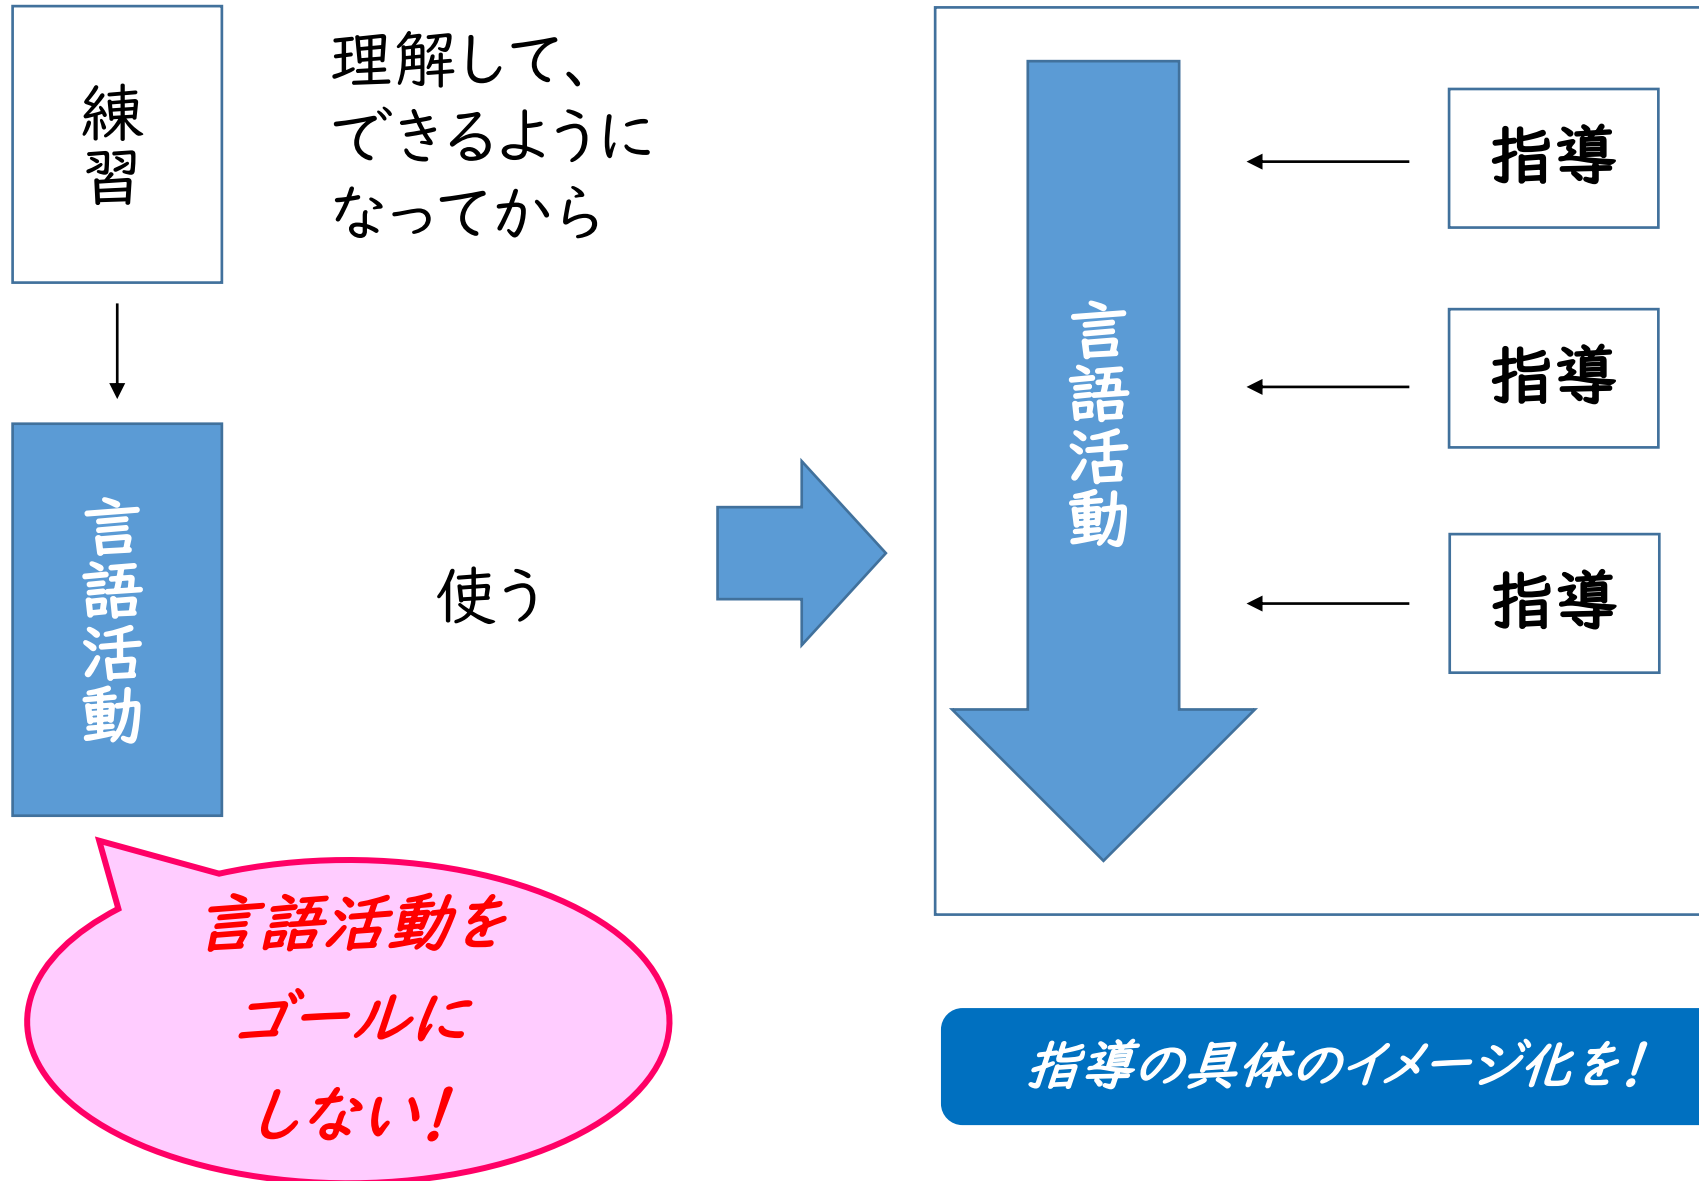 練習
理解して、
できるように
なってから
言語活動
使う
言語活動を
ゴールに
しない!
言語活動
指導
指導
指導
指導の具体のイメージ化を!